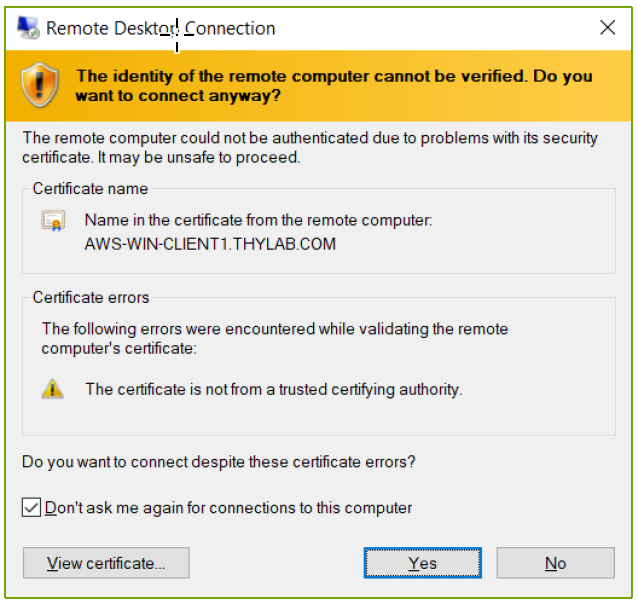 Remote Desktop Connection
The identity of the remote computer cannot be verified. Do you
want to connect anyway?
The remote computer could not be authenticated due to problems with its security
certificate. It may be unsafe to proceed.
Certificate name
Name in the certificate from the remote computer:
AWS-WIN-CLIENT1.THYLAB.COM
Certificate errors
The following errors were encountered while validating the remote
computer's certificate:
The certificate is not from a trusted certifying authority.
Do you want to connect despite these certificate errors?
Don't ask me again for connections to this computer
View certificate...
Yes
No